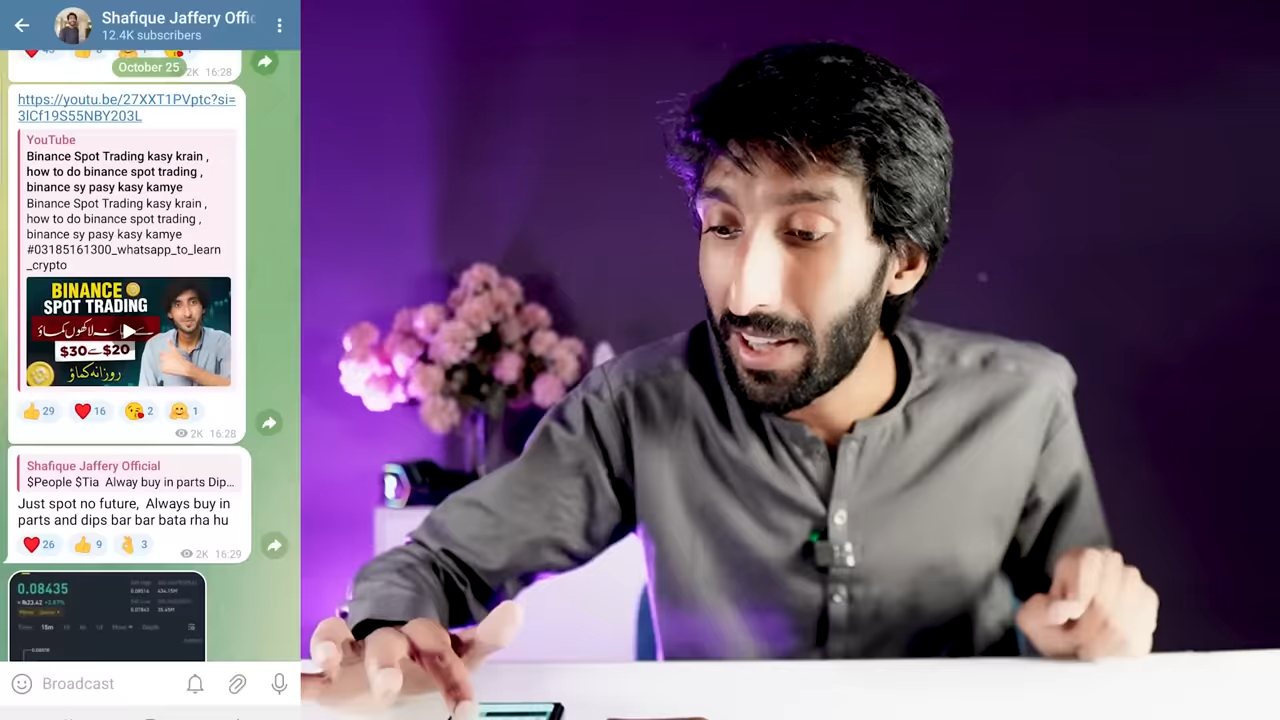 Shafique Jaffery Offic
12.4K subscribers
October 25
2K 16:28
https://youtu.be/27XXT1PVptc?si=
3lCf19S55NBY203L
YouTube
Binance Spot Trading kasy krain ,
how to do binance spot trading ,
binance sy pasy kasy kamye
Binance Spot Trading kasy krain ,
how to do binance spot trading ,
binance sy pasy kasy kamye
#03185161300_whatsapp_to_learn
_crypto
BINANCE
SPOT TRADING
$30 سے $20
روزانہ کماؤ
29 16 2 1
2K 16:28
Shafique Jaffery Official
$People $Tia Alway buy in parts Dip...
Just spot no future, Always buy in
parts and dips bar bar bata rha hu
26 9 3
2K 16:29
0.08435
15m
Broadcast